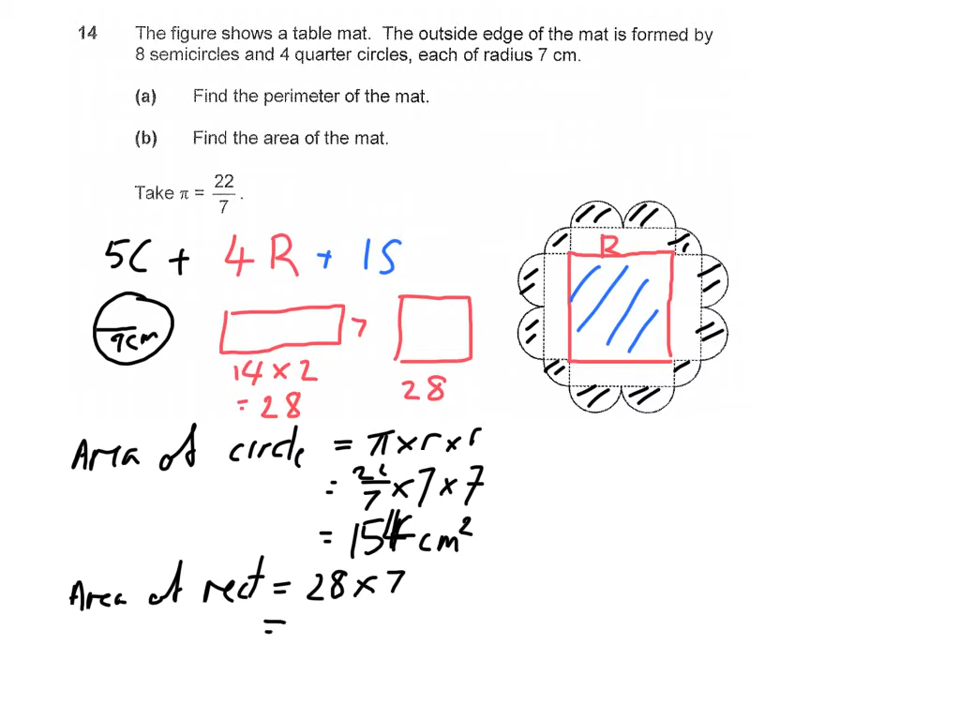 14 The figure shows a table mat. The outside edge of the mat is formed by
8 semicircles and 4 quarter circles, each of radius 7 cm.
(a) Find the perimeter of the mat.
(b) Find the area of the mat.
Take π = 22/7.
5C + 4R + 1S
R
7cm
7
14 × 2
= 28
28
Area of circle = π × r × r
= 22/7 × 7 × 7
= 154 cm²
Area of rect = 28 × 7
=